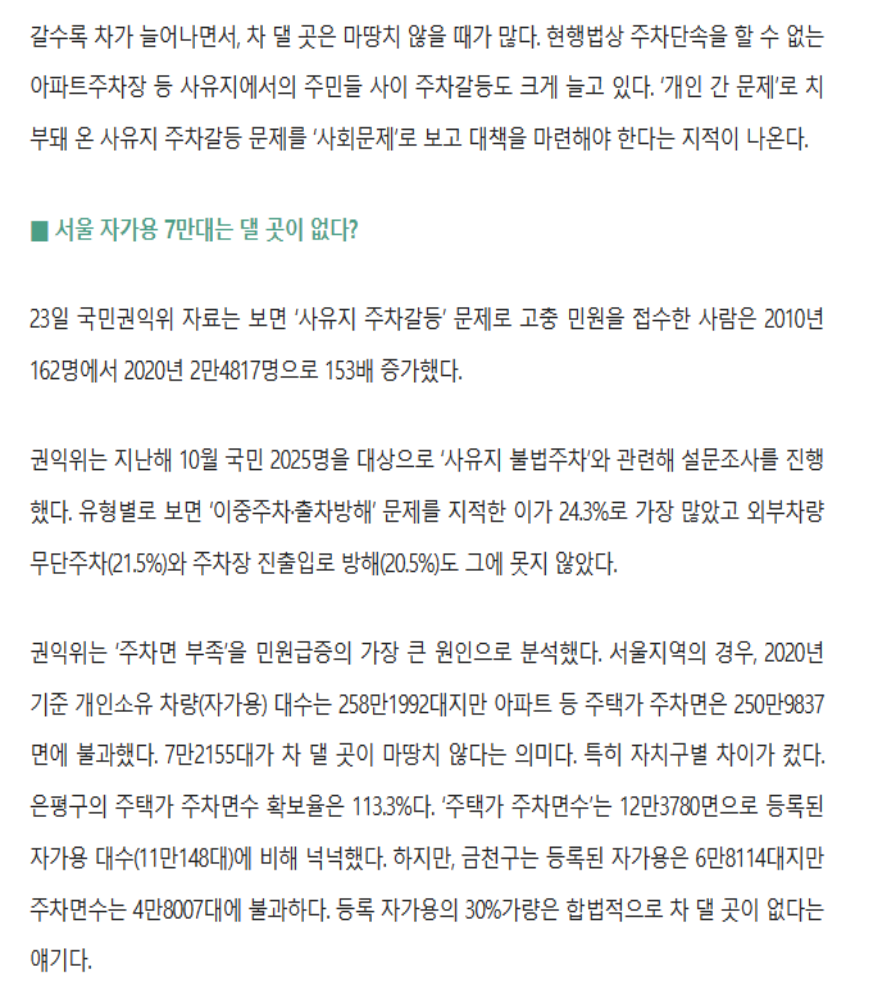 갈수록 차가 늘어나면서, 차 댈 곳은 마땅치 않을 때가 많다. 현행법상 주차단속을 할 수 없는
아파트주차장 등 사유지에서의 주민들 사이 주차갈등도 크게 늘고 있다. ‘개인 간 문제’로 치
부돼 온 사유지 주차갈등 문제를 ‘사회문제’로 보고 대책을 마련해야 한다는 지적이 나온다.
■ 서울 자가용 7만대는 댈 곳이 없다?
23일 국민권익위 자료는 보면 ‘사유지 주차갈등’ 문제로 고충 민원을 접수한 사람은 2010년
162명에서 2020년 2만4817명으로 153배 증가했다.
권익위는 지난해 10월 국민 2025명을 대상으로 ‘사유지 불법주차’와 관련해 설문조사를 진행
했다. 유형별로 보면 ‘이중주차·출차방해’ 문제를 지적한 이가 24.3%로 가장 많았고 외부차량
무단주차(21.5%)와 주차장 진출입로 방해(20.5%)도 그에 못지 않았다.
권익위는 ‘주차면 부족’을 민원급증의 가장 큰 원인으로 분석했다. 서울지역의 경우, 2020년
기준 개인소유 차량(자가용) 대수는 258만1992대지만 아파트 등 주택가 주차면은 250만9837
면에 불과했다. 7만2155대가 차 댈 곳이 마땅치 않다는 의미다. 특히 자치구별 차이가 컸다.
은평구의 주택가 주차면수 확보율은 113.3%다. ‘주택가 주차면수’는 12만3780면으로 등록된
자가용 대수(11만148대)에 비해 넉넉했다. 하지만, 금천구는 등록된 자가용은 6만8114대지만
주차면수는 4만8007대에 불과하다. 등록 자가용의 30%가량은 합법적으로 차 댈 곳이 없다는
얘기다.